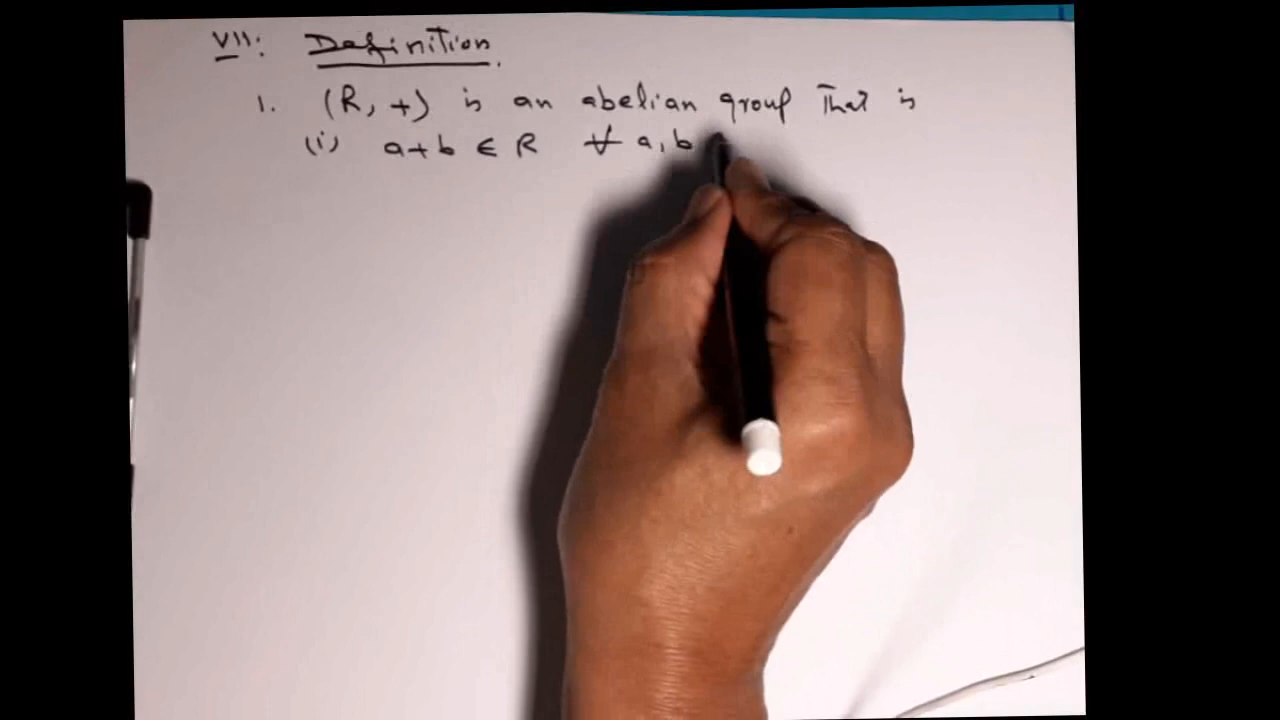 VII: Definition.
1. (R, +) is an abelian group That is
(i) a+b ∈ R ∀ a, b